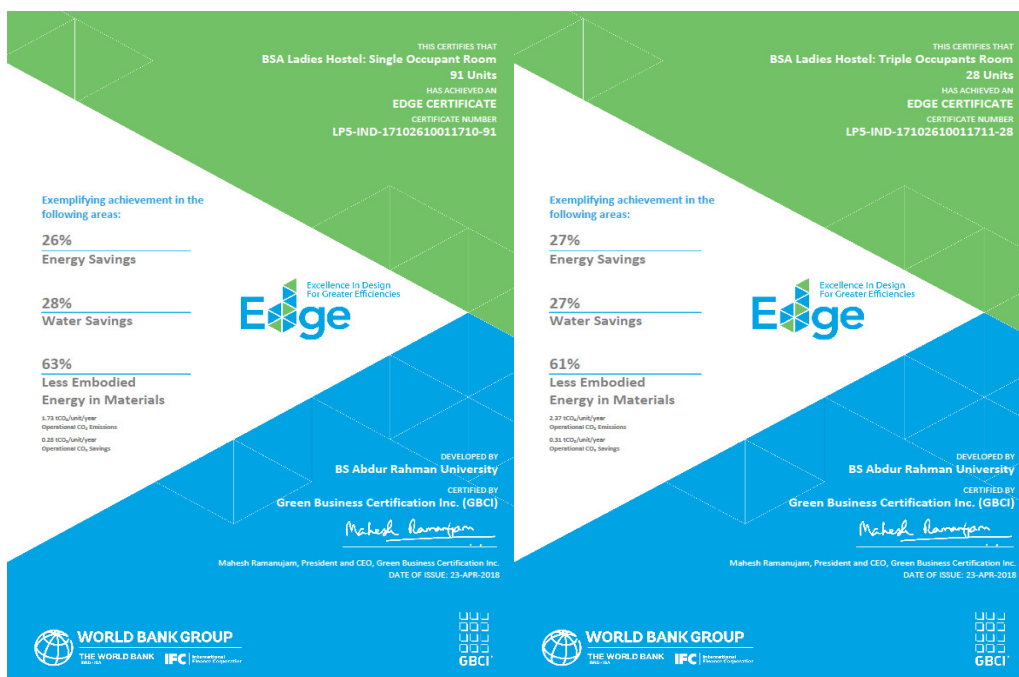 THIS CERTIFIES THAT
BSA Ladies Hostel: Single Occupant Room
91 Units
HAS ACHIEVED AN
EDGE CERTIFICATE
CERTIFICATE NUMBER
LP5-IND-17102610011710-91
Exemplifying achievement in the
following areas:
26%
Energy Savings
28%
Water Savings
63%
Less Embodied
Energy in Materials
1.73 tCO₂/unit/year
Operational CO₂ Emissions
0.28 tCO₂/unit/year
Operational CO₂ Savings
Edge
Excellence In Design
For Greater Efficiencies
DEVELOPED BY
BS Abdur Rahman University
CERTIFIED BY
Green Business Certification Inc. (GBCI)
Mahesh Ramanujam
Mahesh Ramanujam, President and CEO, Green Business Certification Inc.
DATE OF ISSUE: 23-APR-2018
WORLD BANK GROUP
THE WORLD BANK
IBRD • IDA
IFC
International
Finance Corporation
GBCI
THIS CERTIFIES THAT
BSA Ladies Hostel: Triple Occupants Room
28 Units
HAS ACHIEVED AN
EDGE CERTIFICATE
CERTIFICATE NUMBER
LP5-IND-17102610011711-28
Exemplifying achievement in the
following areas:
27%
Energy Savings
27%
Water Savings
61%
Less Embodied
Energy in Materials
2.37 tCO₂/unit/year
Operational CO₂ Emissions
0.31 tCO₂/unit/year
Operational CO₂ Savings
Edge
Excellence In Design
For Greater Efficiencies
DEVELOPED BY
BS Abdur Rahman University
CERTIFIED BY
Green Business Certification Inc. (GBCI)
Mahesh Ramanujam
Mahesh Ramanujam, President and CEO, Green Business Certification Inc.
DATE OF ISSUE: 23-APR-2018
WORLD BANK GROUP
THE WORLD BANK
IBRD • IDA
IFC
International
Finance Corporation
GBCI